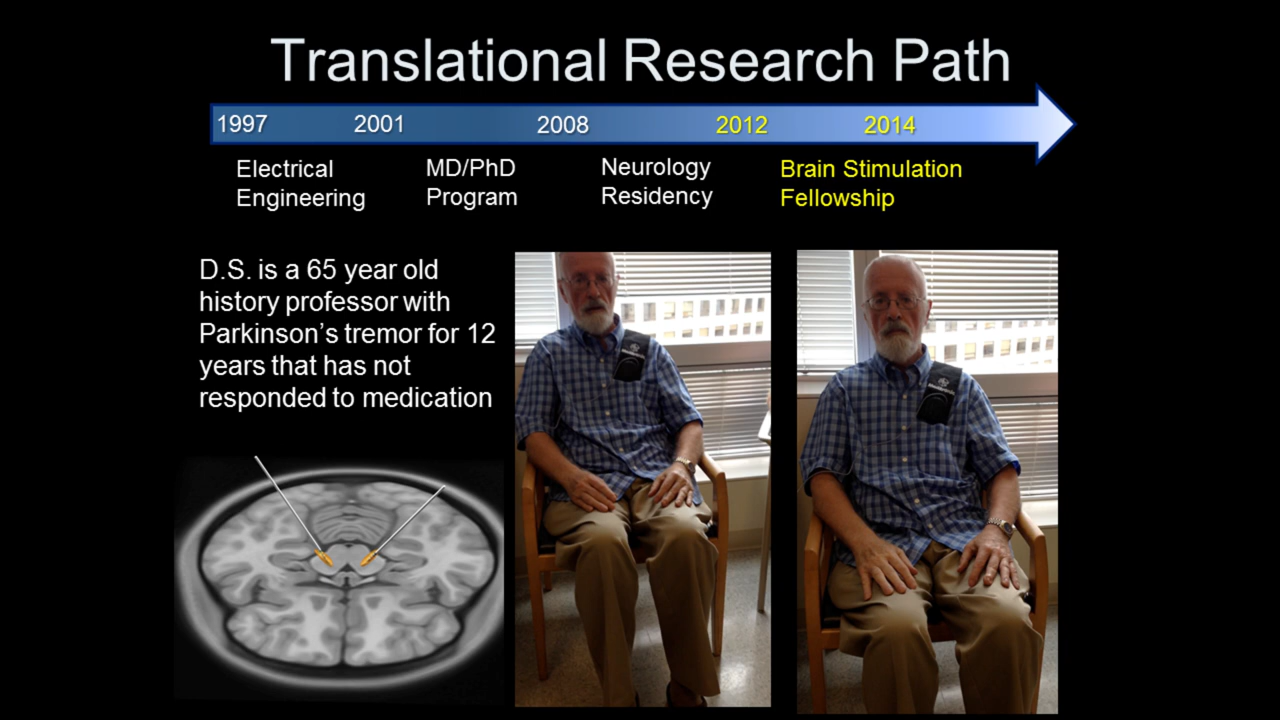 Translational Research Path
1997 2001 2008 2012 2014
Electrical
Engineering
MD/PhD
Program
Neurology
Residency
Brain Stimulation
Fellowship
D.S. is a 65 year old
history professor with
Parkinson's tremor for 12
years that has not
responded to medication